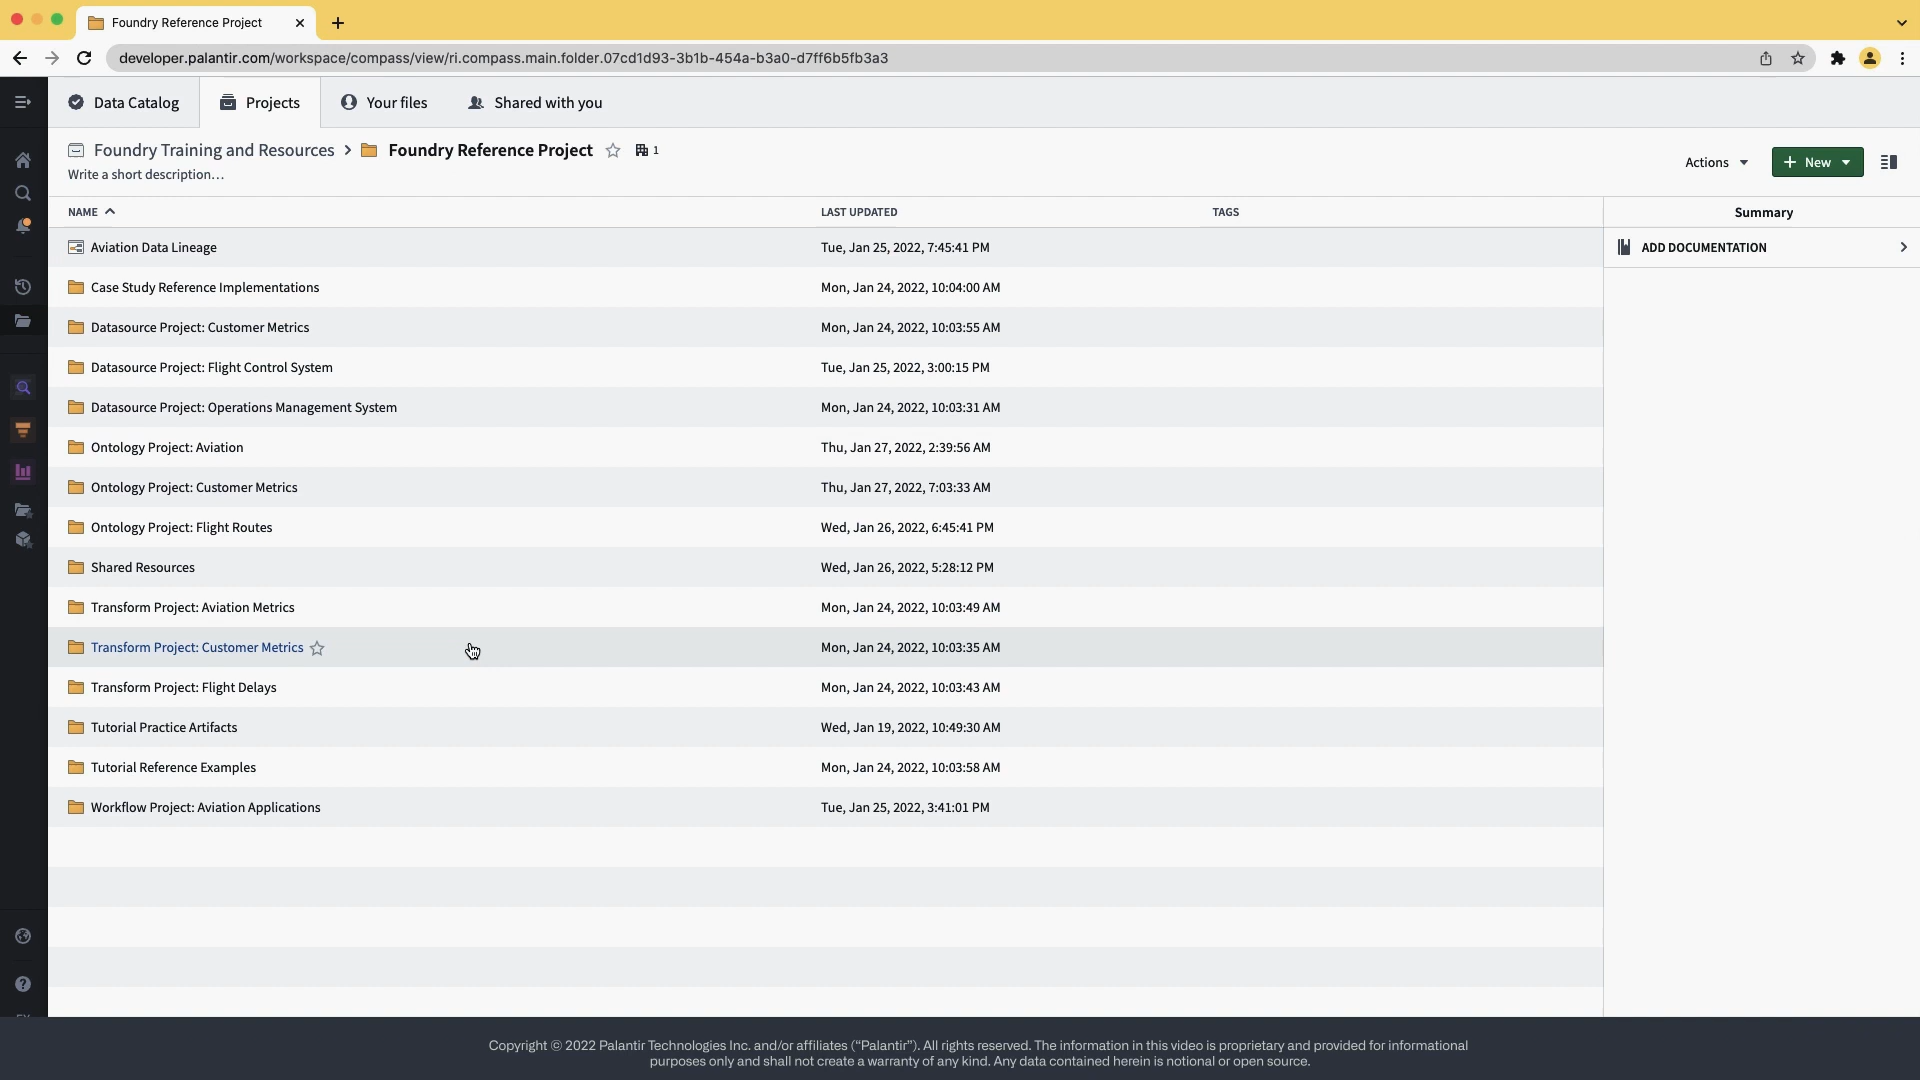 Foundry Reference Project
developer.palantir.com/workspace/compass/view/ri.compass.main.folder.07cd1d93-3b1b-454a-b3a0-d7ff6b5fb3a3
Data Catalog Projects Your files Shared with you
Foundry Training and Resources > Foundry Reference Project 1
Write a short description…
Actions + New
NAME LAST UPDATED TAGS Summary
Aviation Data Lineage Tue, Jan 25, 2022, 7:45:41 PM ADD DOCUMENTATION
Case Study Reference Implementations Mon, Jan 24, 2022, 10:04:00 AM
Datasource Project: Customer Metrics Mon, Jan 24, 2022, 10:03:55 AM
Datasource Project: Flight Control System Tue, Jan 25, 2022, 3:00:15 PM
Datasource Project: Operations Management System Mon, Jan 24, 2022, 10:03:31 AM
Ontology Project: Aviation Thu, Jan 27, 2022, 2:39:56 AM
Ontology Project: Customer Metrics Thu, Jan 27, 2022, 7:03:33 AM
Ontology Project: Flight Routes Wed, Jan 26, 2022, 6:45:41 PM
Shared Resources Wed, Jan 26, 2022, 5:28:12 PM
Transform Project: Aviation Metrics Mon, Jan 24, 2022, 10:03:49 AM
Transform Project: Customer Metrics Mon, Jan 24, 2022, 10:03:35 AM
Transform Project: Flight Delays Mon, Jan 24, 2022, 10:03:43 AM
Tutorial Practice Artifacts Wed, Jan 19, 2022, 10:49:30 AM
Tutorial Reference Examples Mon, Jan 24, 2022, 10:03:58 AM
Workflow Project: Aviation Applications Tue, Jan 25, 2022, 3:41:01 PM
Copyright © 2022 Palantir Technologies Inc. and/or affiliates (“Palantir”). All rights reserved. The information in this video is proprietary and provided for informational
purposes only and shall not create a warranty of any kind. Any data contained herein is notional or open source.